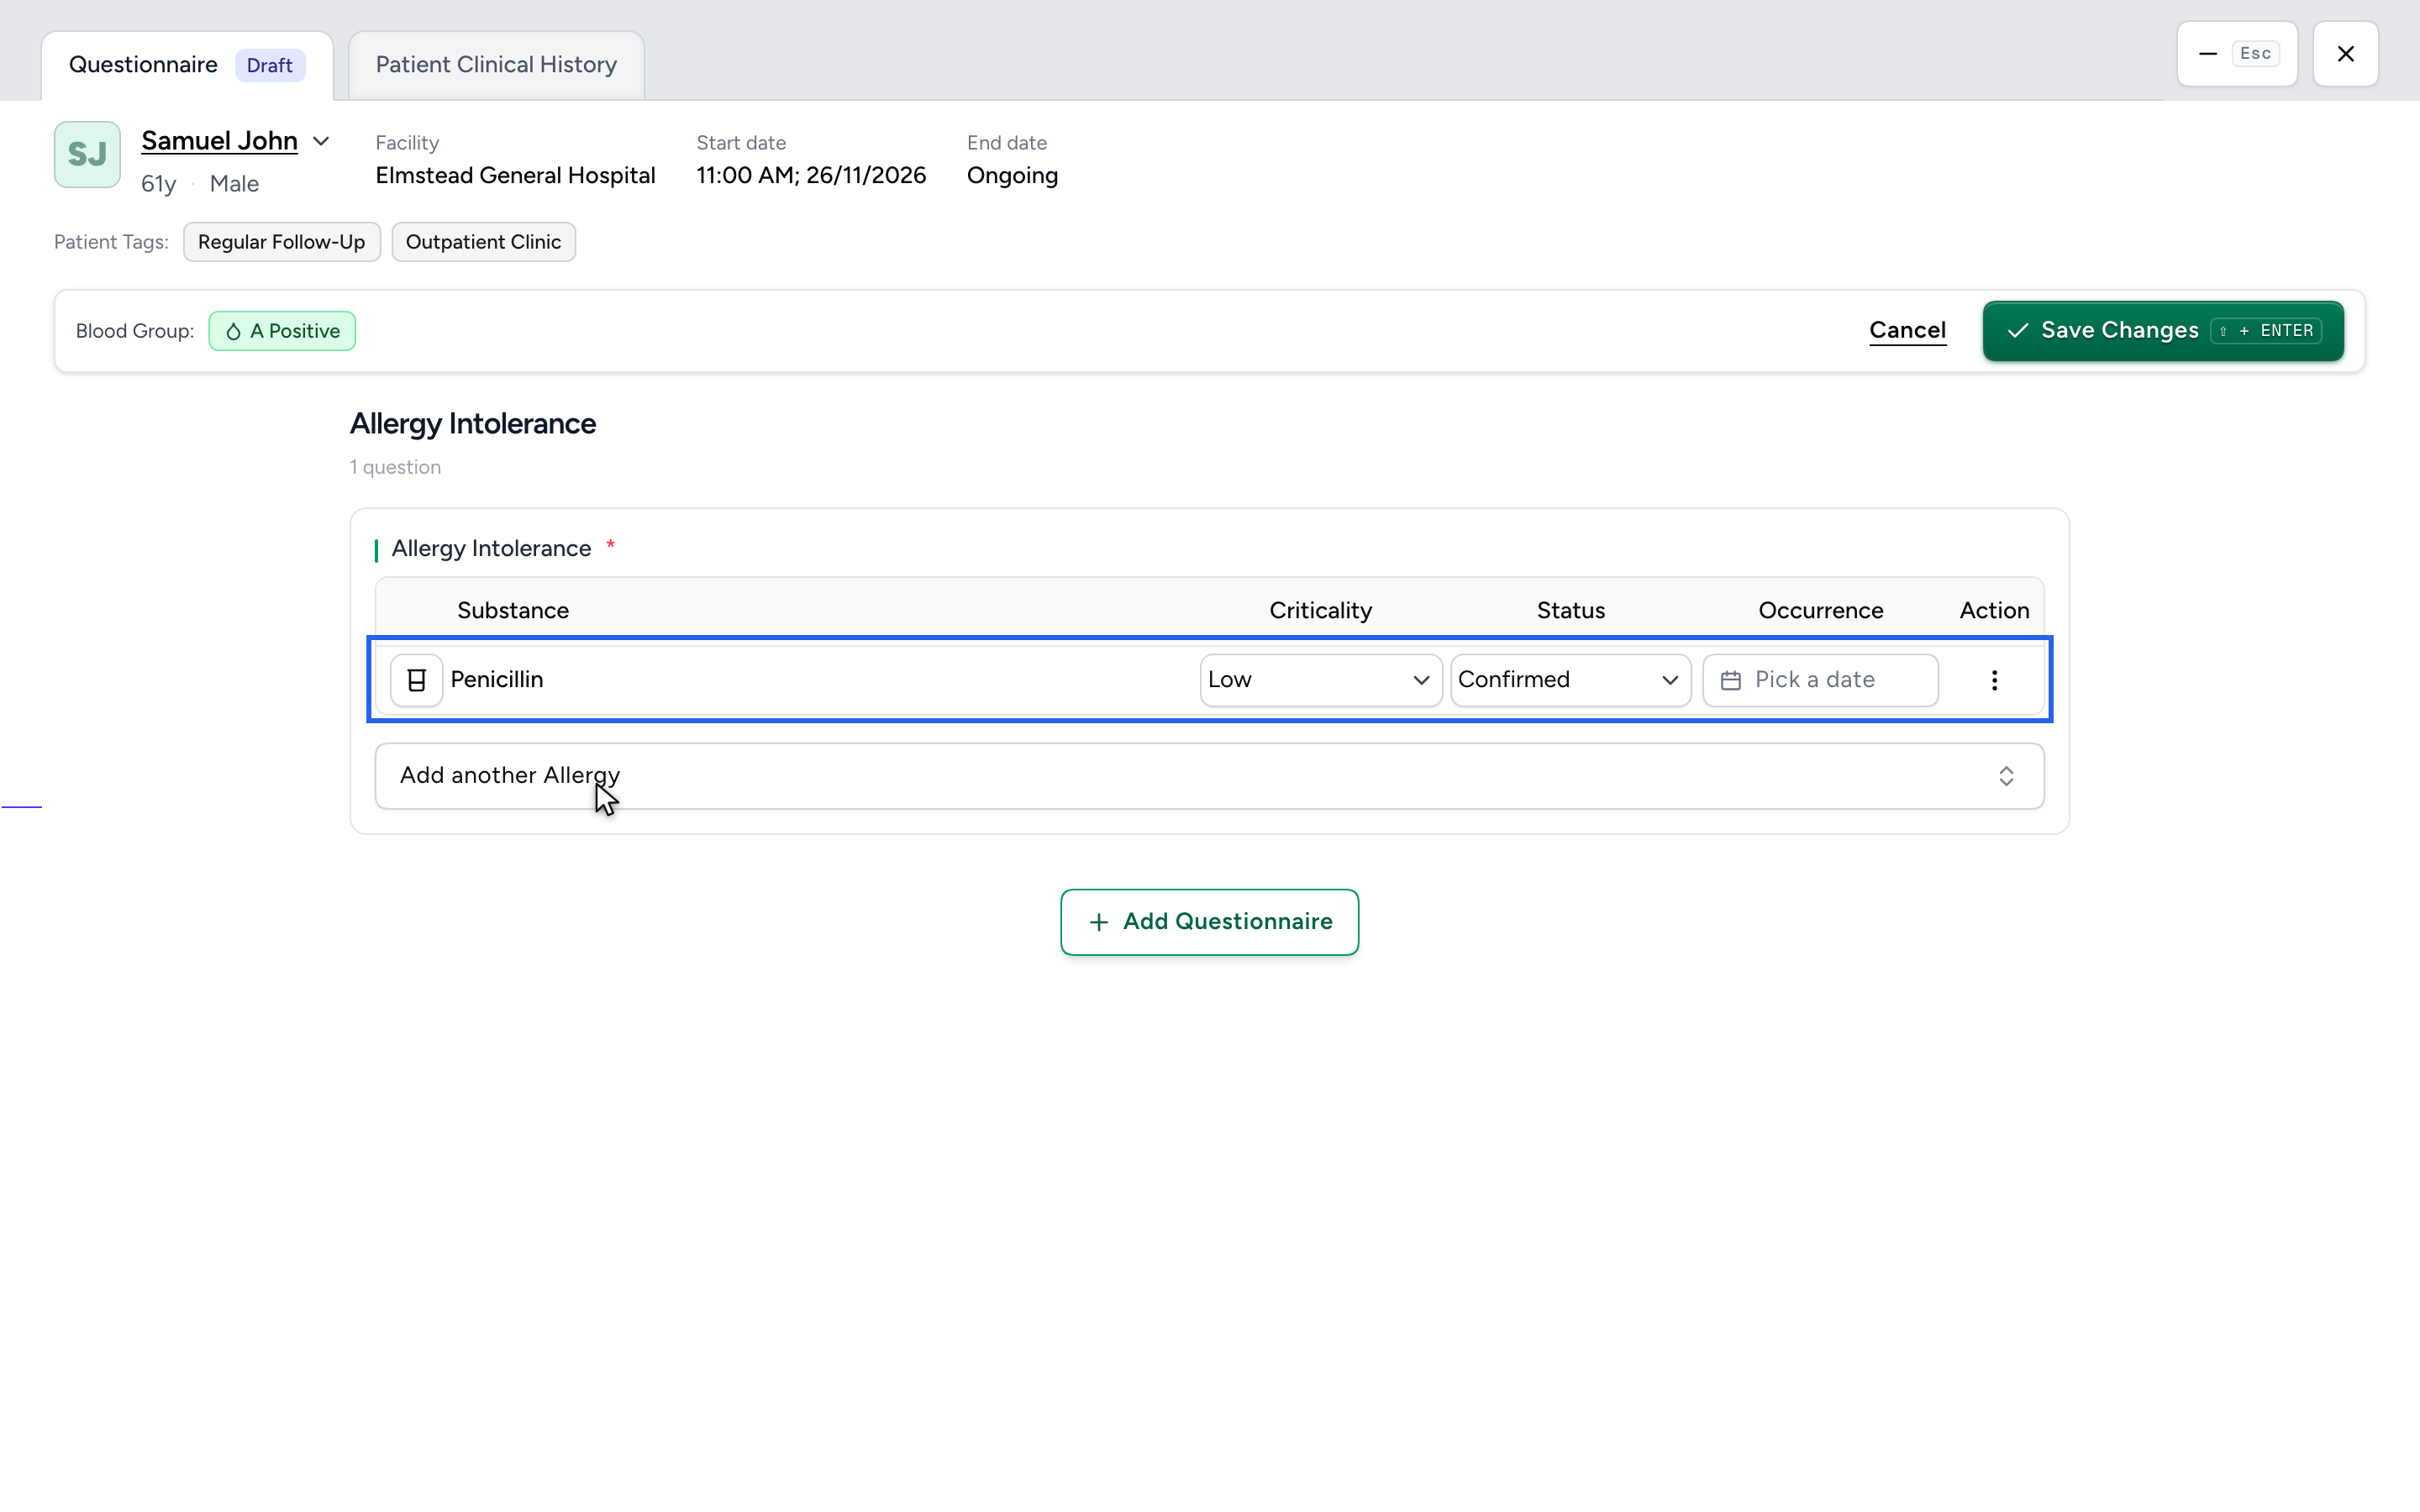 Questionnaire Draft Patient Clinical History Esc
SJ
Samuel John
61y · Male
Facility
Elmstead General Hospital
Start date
11:00 AM; 26/11/2026
End date
Ongoing
Patient Tags: Regular Follow-Up Outpatient Clinic
Blood Group: A Positive Cancel Save Changes ⇧ + ENTER
Allergy Intolerance
1 question
Allergy Intolerance *
Substance Criticality Status Occurrence Action
Penicillin Low Confirmed Pick a date
Add another Allergy
+ Add Questionnaire